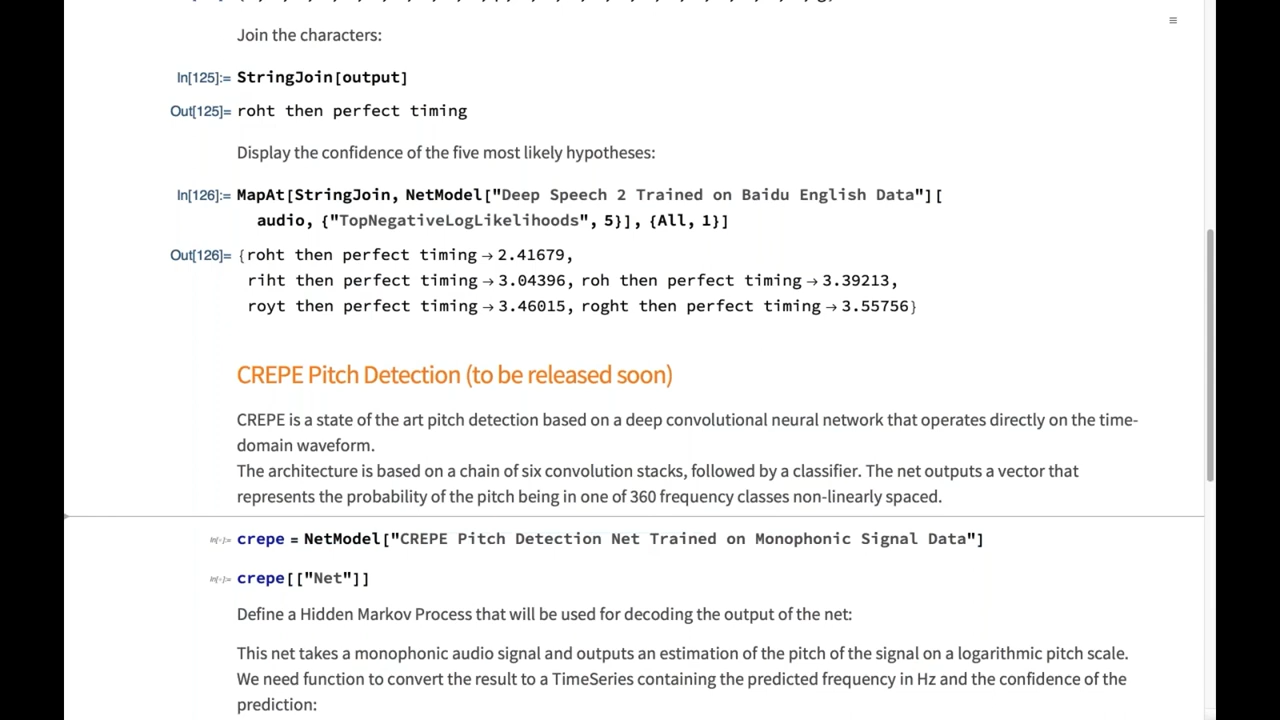 Join the characters:
In[125]:= StringJoin[output]
Out[125]= roht then perfect timing
Display the confidence of the five most likely hypotheses:
In[126]:= MapAt[StringJoin, NetModel["Deep Speech 2 Trained on Baidu English Data"][
audio, {"TopNegativeLogLikelihoods", 5}], {All, 1}]
Out[126]= {roht then perfect timing → 2.41679,
riht then perfect timing → 3.04396, roh then perfect timing → 3.39213,
royt then perfect timing → 3.46015, roght then perfect timing → 3.55756}
CREPE Pitch Detection (to be released soon)
CREPE is a state of the art pitch detection based on a deep convolutional neural network that operates directly on the time-
domain waveform.
The architecture is based on a chain of six convolution stacks, followed by a classifier. The net outputs a vector that
represents the probability of the pitch being in one of 360 frequency classes non-linearly spaced.
In[•]:= crepe = NetModel["CREPE Pitch Detection Net Trained on Monophonic Signal Data"]
In[•]:= crepe[["Net"]]
Define a Hidden Markov Process that will be used for decoding the output of the net:
This net takes a monophonic audio signal and outputs an estimation of the pitch of the signal on a logarithmic pitch scale.
We need function to convert the result to a TimeSeries containing the predicted frequency in Hz and the confidence of the
prediction: